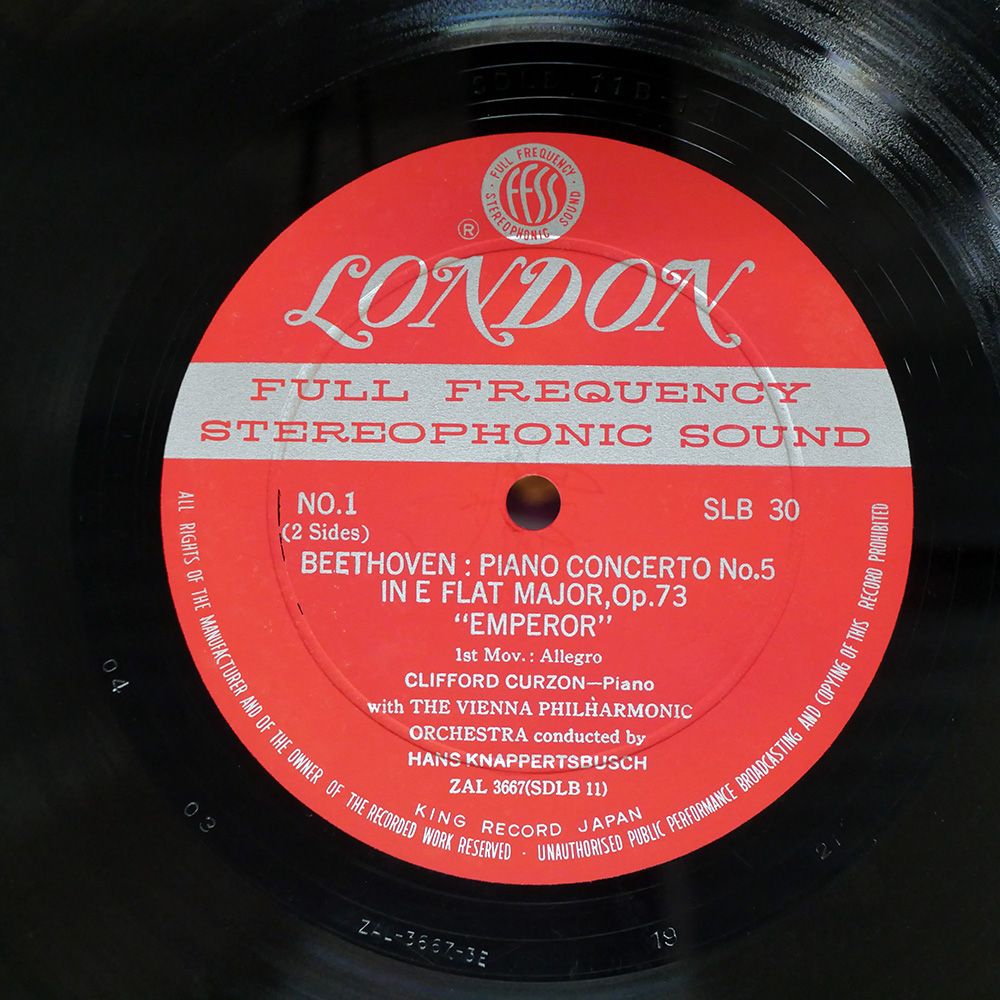 SDLB 11B-
FULL FREQUENCY
FFSS
STEREOPHONIC SOUND
®
LONDON
FULL FREQUENCY
STEREOPHONIC SOUND
NO.1
SLB 30
(2 Sides)
BEETHOVEN : PIANO CONCERTO No.5
IN E FLAT MAJOR,Op.73
"EMPEROR"
1st Mov. : Allegro
CLIFFORD CURZON—Piano
with THE VIENNA PHILHARMONIC
ORCHESTRA conducted by
HANS KNAPPERTSBUSCH
ZAL 3667(SDLB 11)
KING RECORD JAPAN
ALL RIGHTS OF THE MANUFACTURER AND OF THE OWNER OF THE RECORDED WORK RESERVED · UNAUTHORISED PUBLIC PERFORMANCE BROADCASTING AND COPYING OF THIS RECORD PROHIBITED
04
03
ZAL-3667-3E
19
21